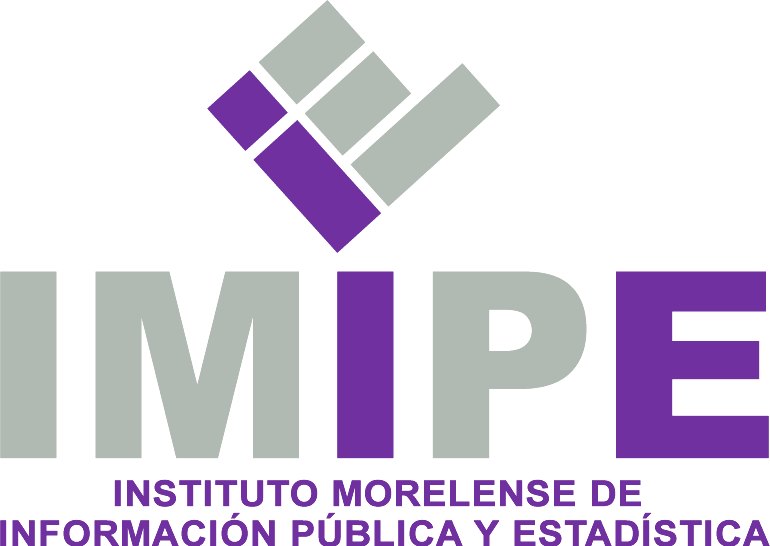 IMIPE
INSTITUTO MORELENSE DE
INFORMACIÓN PÚBLICA Y ESTADÍSTICA